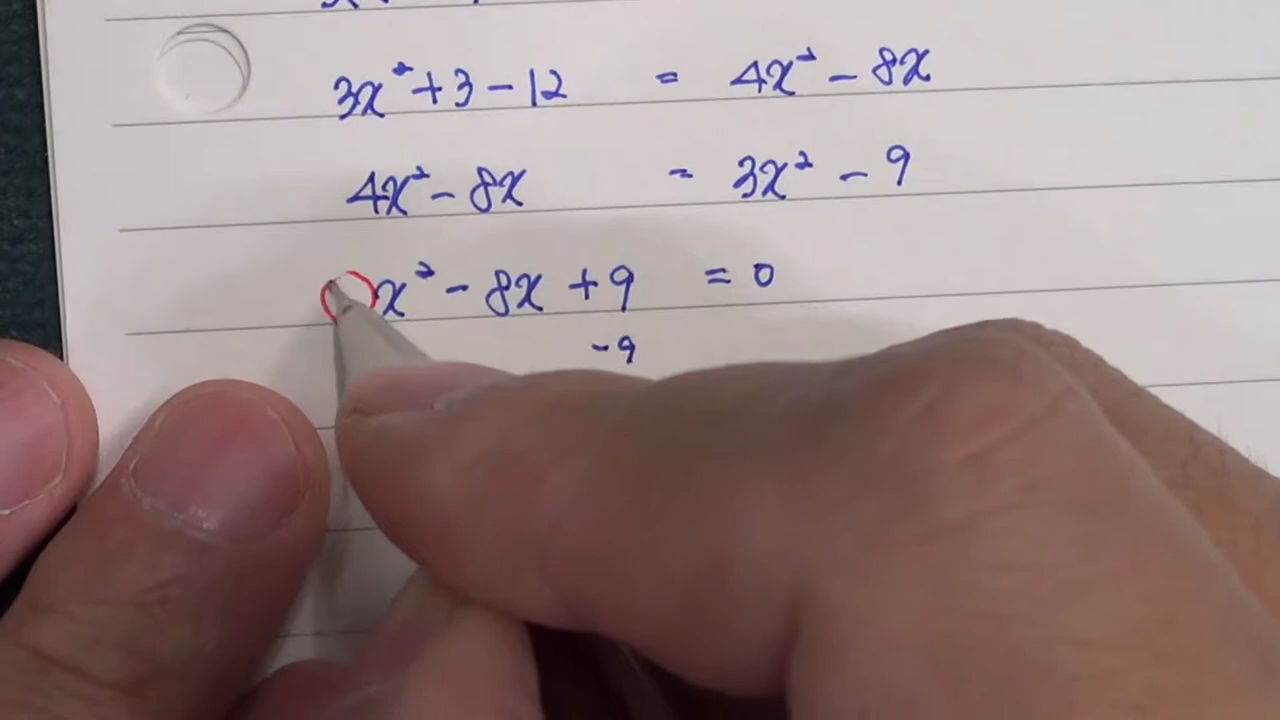 3x² + 3 - 12 = 4x² - 8x
4x² - 8x = 3x² - 9
x² - 8x + 9 = 0
-9